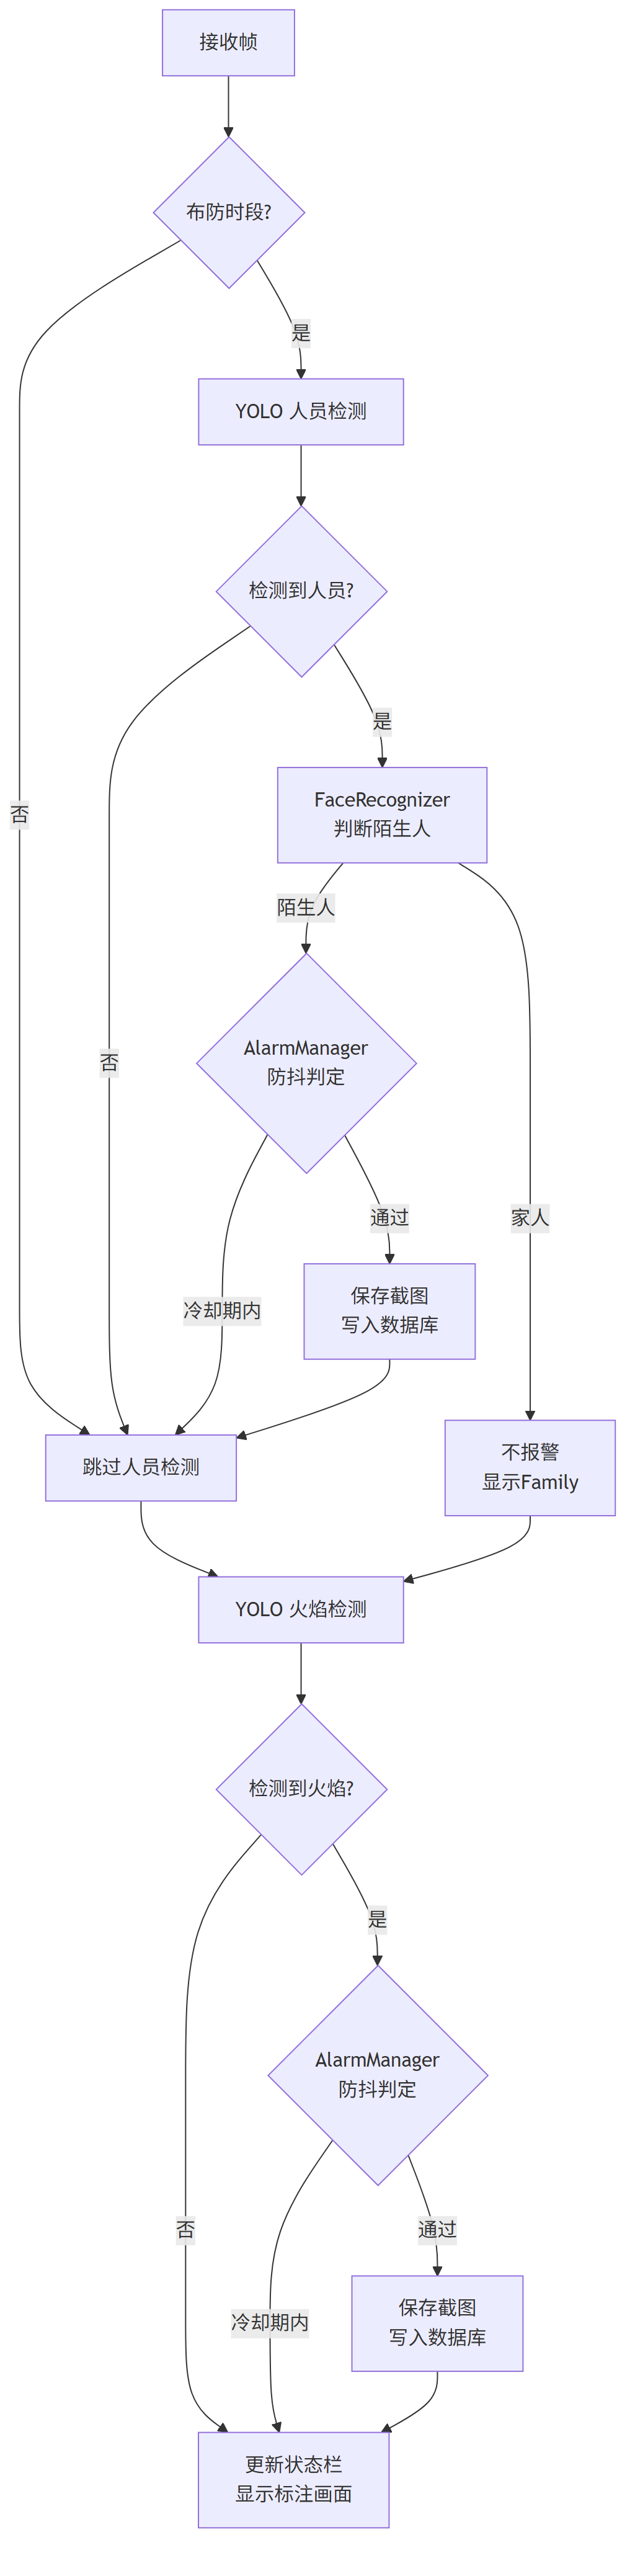 接收帧
布防时段?
是
YOLO 人员检测
检测到人员?
是
FaceRecognizer
判断陌生人
否
陌生人
AlarmManager
防抖判定
否
通过
家人
冷却期内
保存截图
写入数据库
跳过人员检测
不报警
显示Family
YOLO 火焰检测
检测到火焰?
是
AlarmManager
防抖判定
否
通过
冷却期内
保存截图
写入数据库
更新状态栏
显示标注画面